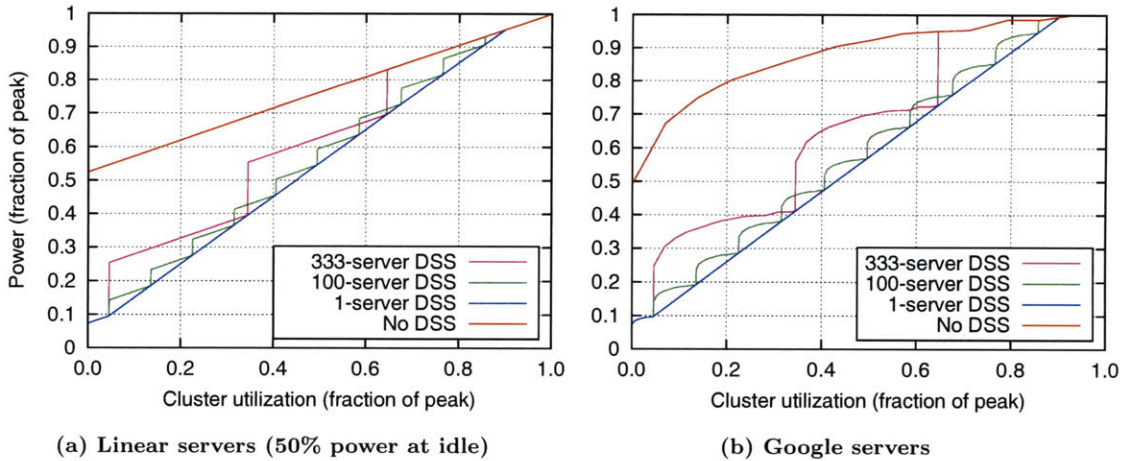 1
0.9
0.8
0.7
0.6
0.5
0.4
0.3
0.2
0.1
0
Power (fraction of peak)
333-server DSS
100-server DSS
1-server DSS
No DSS
0.0 0.2 0.4 0.6 0.8 1.0
Cluster utilization (fraction of peak)
(a) Linear servers (50% power at idle)
1
0.9
0.8
0.7
0.6
0.5
0.4
0.3
0.2
0.1
0
333-server DSS
100-server DSS
1-server DSS
No DSS
0.0 0.2 0.4 0.6 0.8 1.0
Cluster utilization (fraction of peak)
(b) Google servers